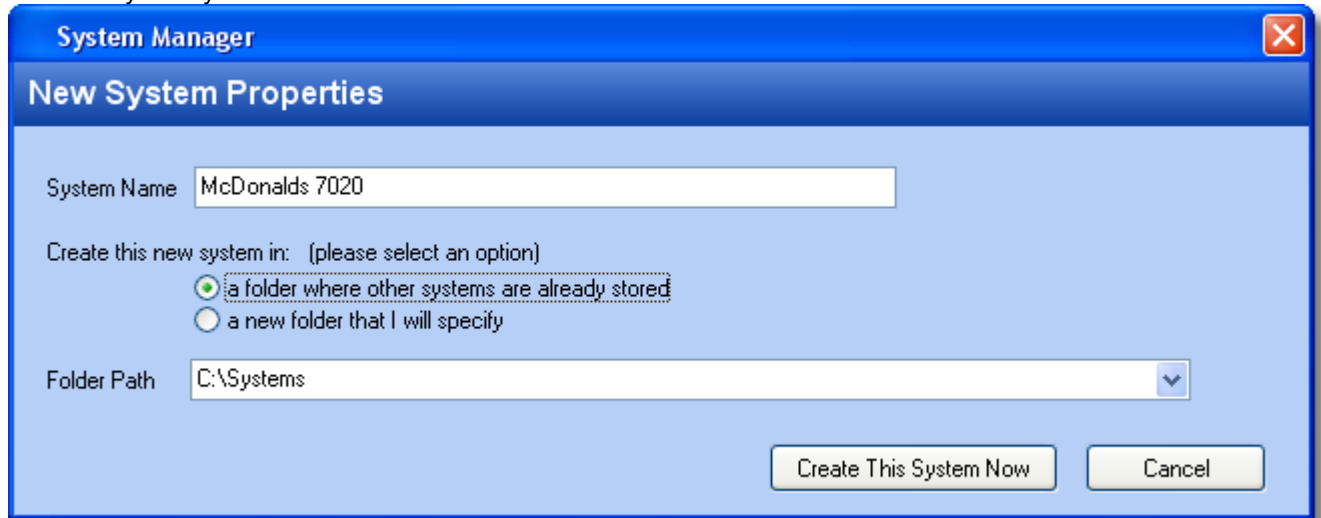 System Manager
New System Properties
System Name McDonalds 7020
Create this new system in: (please select an option)
a folder where other systems are already stored
a new folder that I will specify
Folder Path C:\Systems
Create This System Now Cancel